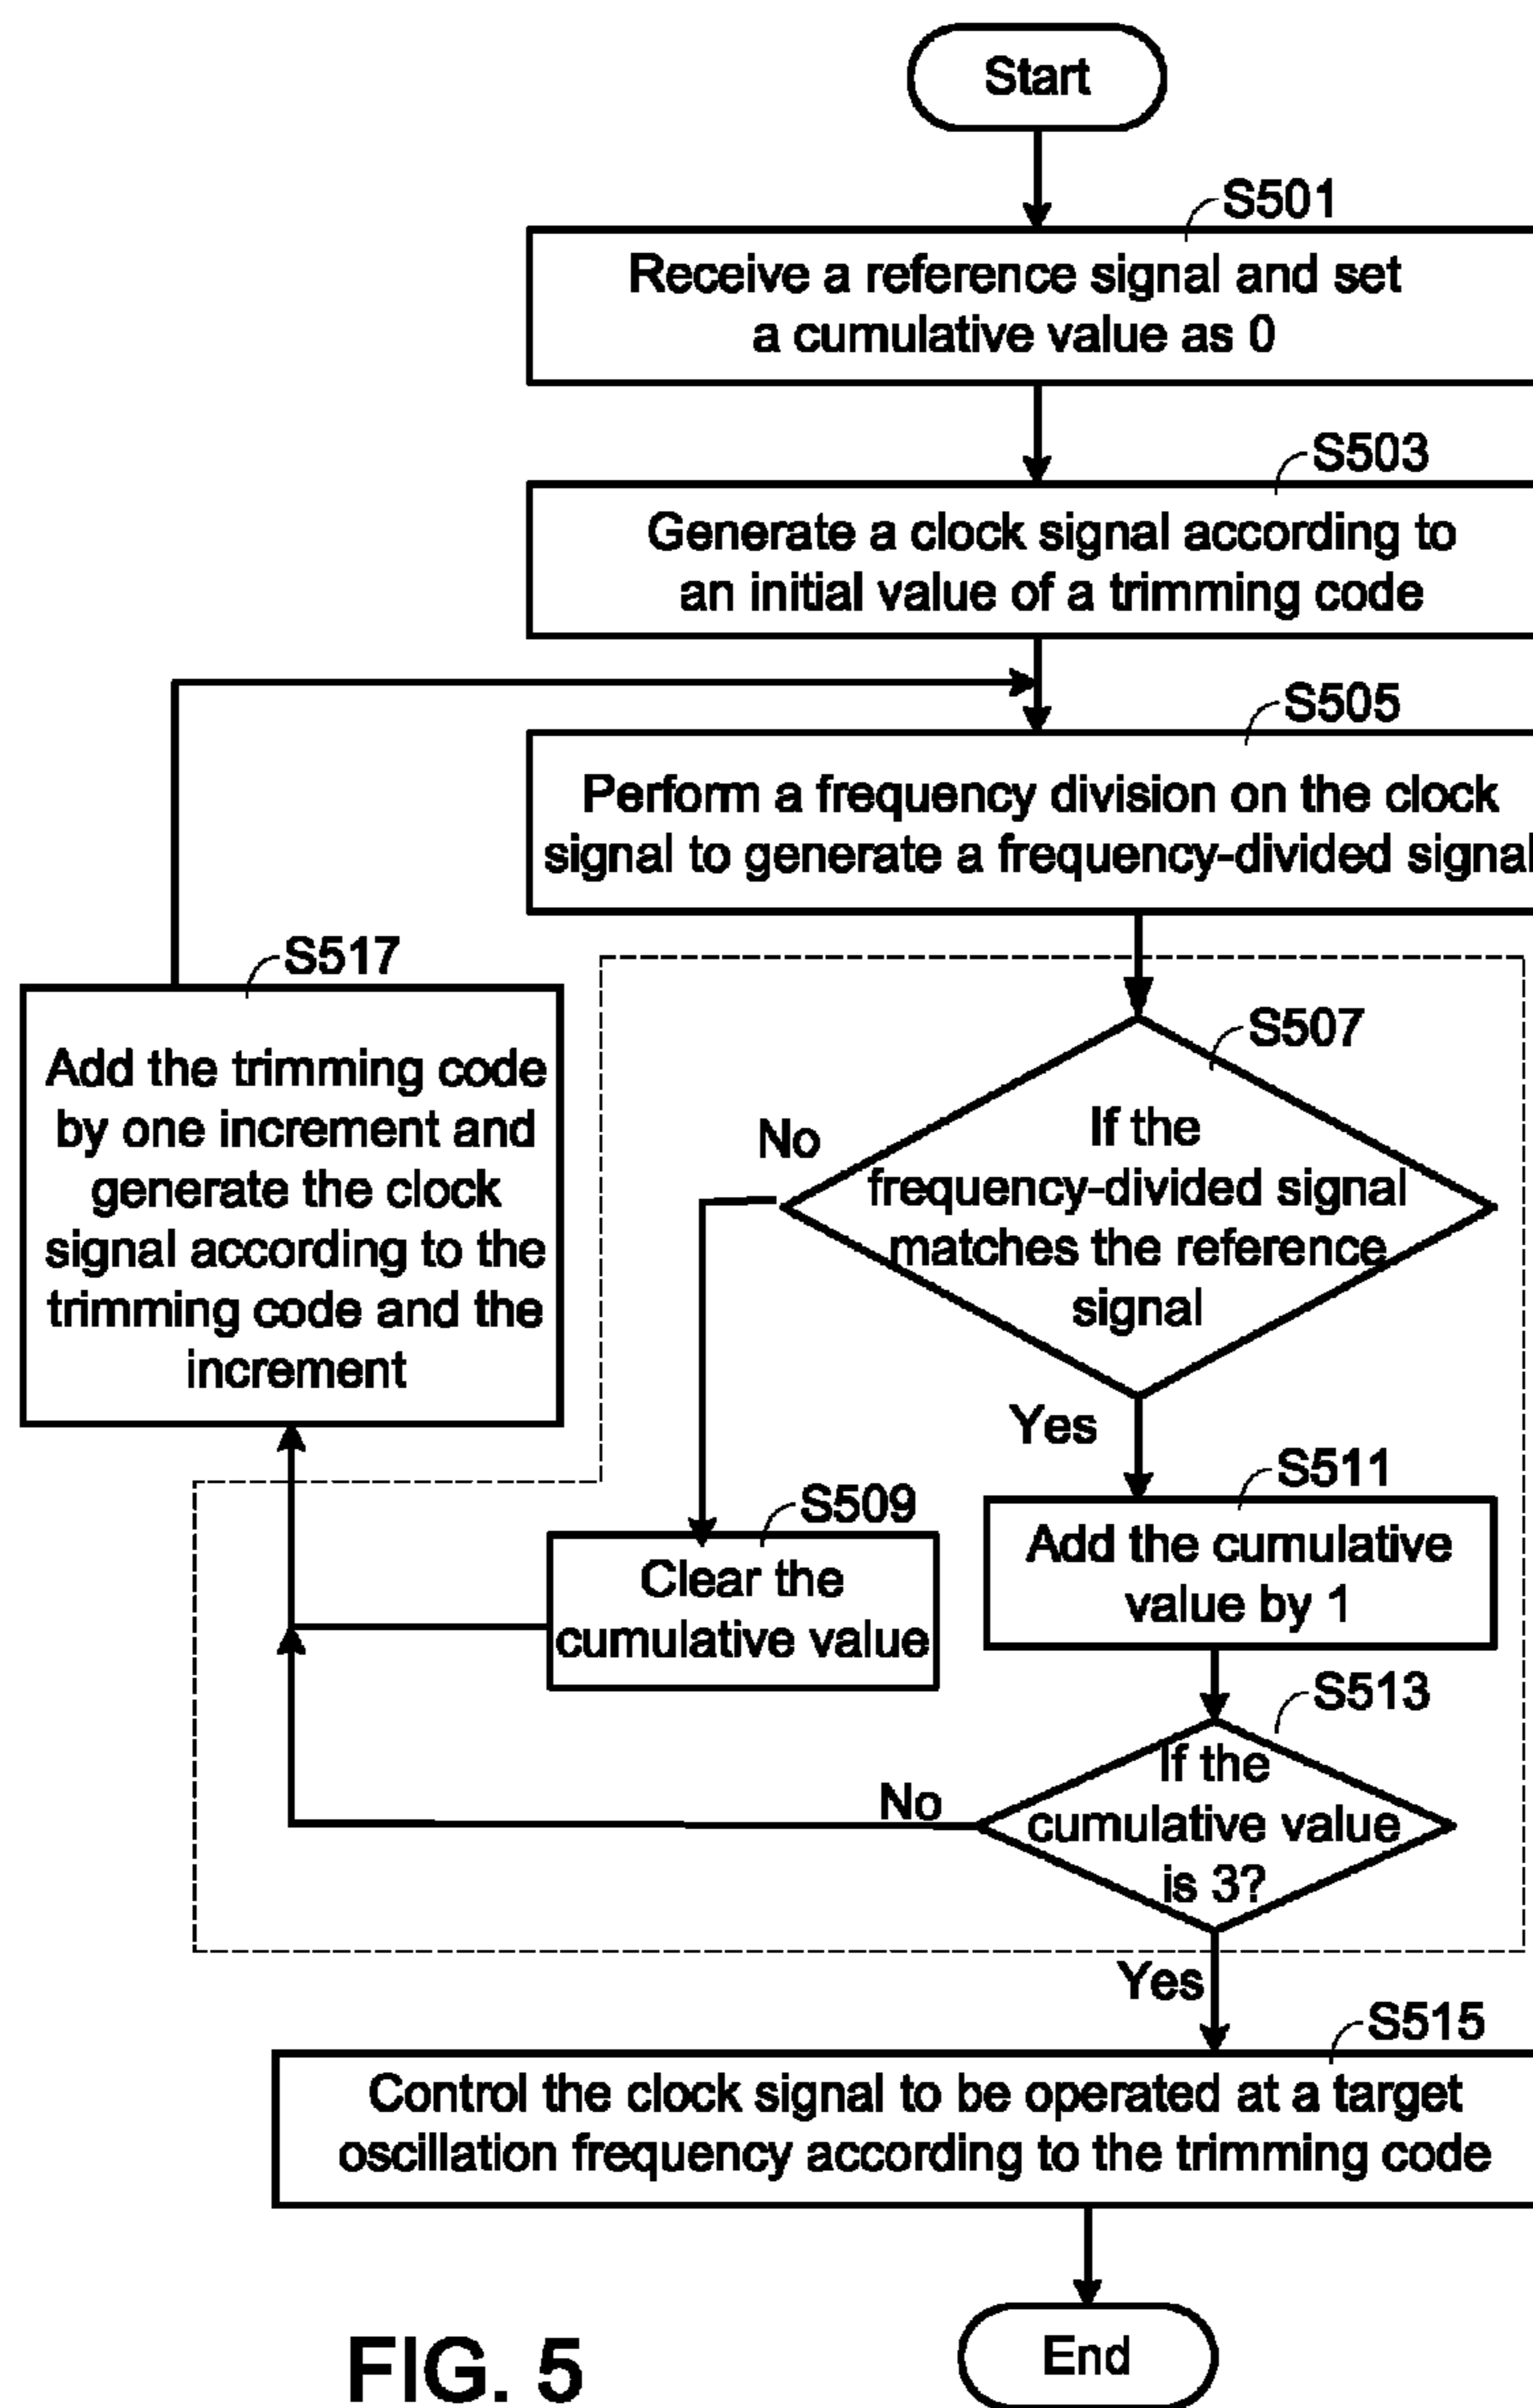 Start
S501
Receive a reference signal and set
a cumulative value as 0
S503
Generate a clock signal according to
an initial value of a trimming code
S505
Perform a frequency division on the clock
signal to generate a frequency-divided signal
S517
Add the trimming code
by one increment and
generate the clock
signal according to the
trimming code and the
increment
S507
No
If the
frequency-divided signal
matches the reference
signal
Yes
S511
Add the cumulative
value by 1
S509
Clear the
cumulative value
S513
No
If the
cumulative value
is 3?
Yes
S515
Control the clock signal to be operated at a target
oscillation frequency according to the trimming code
End
FIG. 5